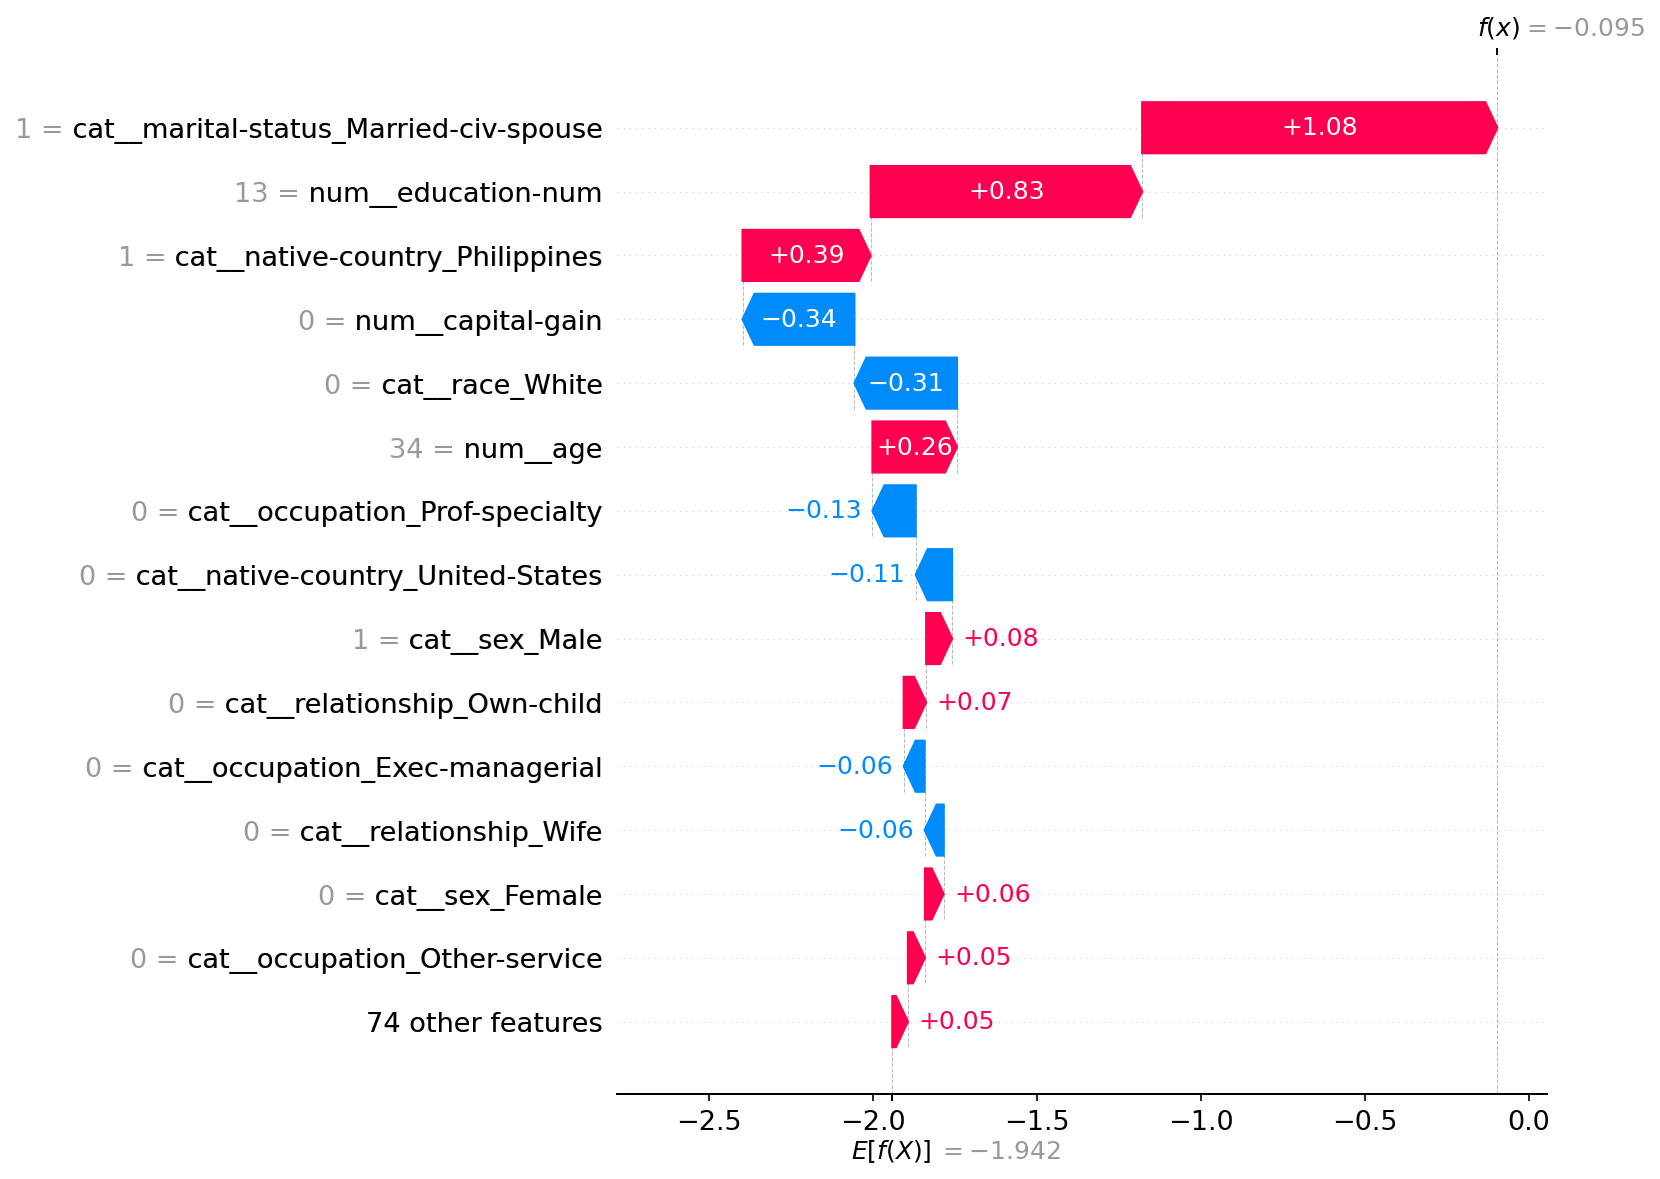 f(x) = −0.095
1 = cat__marital-status_Married-civ-spouse +1.08
13 = num__education-num +0.83
1 = cat__native-country_Philippines +0.39
0 = num__capital-gain −0.34
0 = cat__race_White −0.31
34 = num__age +0.26
0 = cat__occupation_Prof-specialty −0.13
0 = cat__native-country_United-States −0.11
1 = cat__sex_Male +0.08
0 = cat__relationship_Own-child +0.07
0 = cat__occupation_Exec-managerial −0.06
0 = cat__relationship_Wife −0.06
0 = cat__sex_Female +0.06
0 = cat__occupation_Other-service +0.05
74 other features +0.05
−2.5 −2.0 −1.5 −1.0 −0.5 0.0
E[f(X)] = −1.942